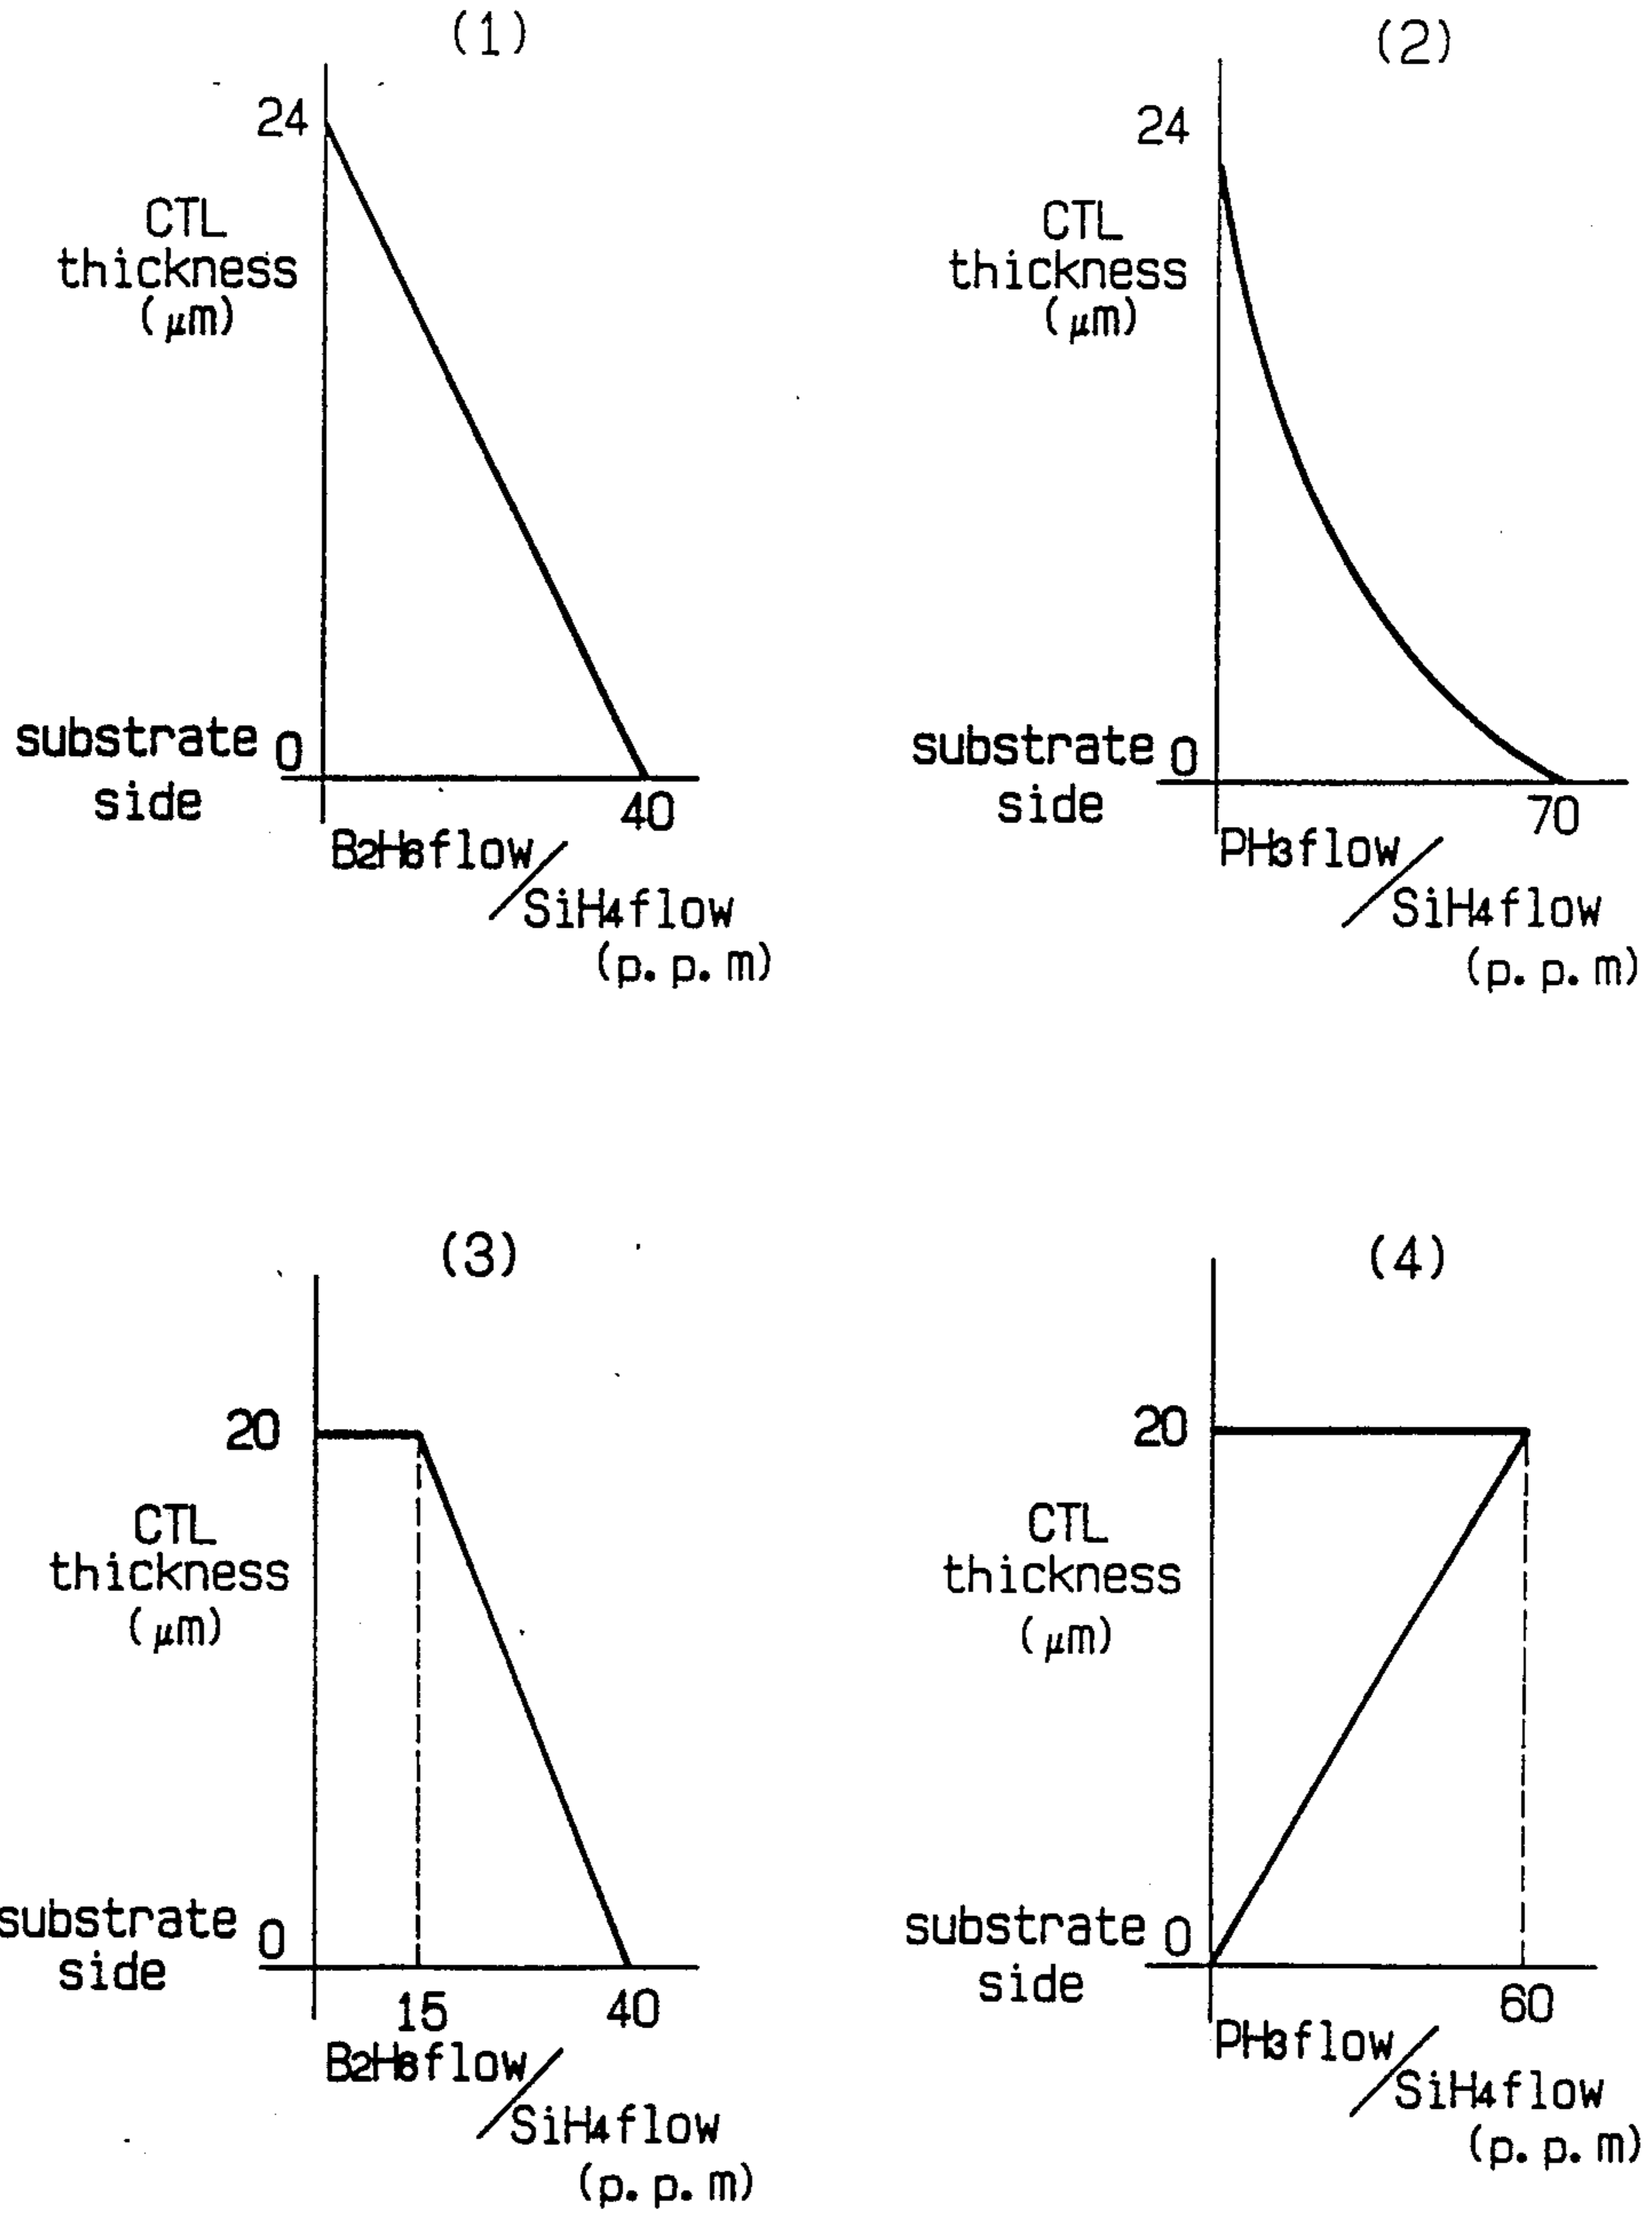 (1)
24
CTL
thickness
(μm)
substrate 0
side
40
B2H6flow
/SiH4flow
(p.p.m)
(2)
24
CTL
thickness
(μm)
substrate 0
side
70
PH3flow
/SiH4flow
(p.p.m)
(3)
20
CTL
thickness
(μm)
substrate 0
side
15
40
B2H6flow
/SiH4flow
(p.p.m)
(4)
20
CTL
thickness
(μm)
substrate 0
side
60
PH3flow
/SiH4flow
(p.p.m)